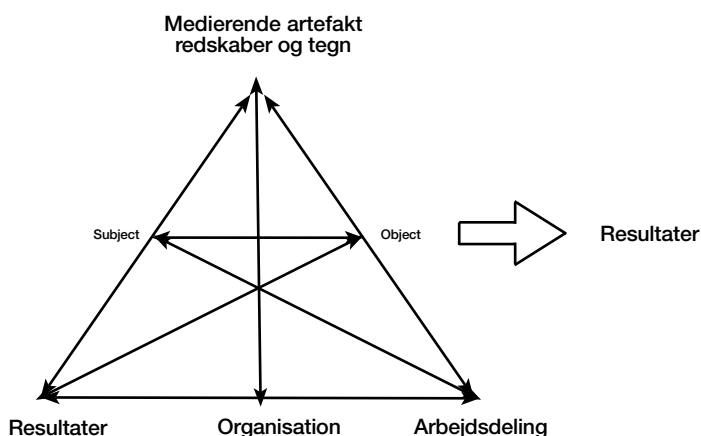 Medierende artefakt
redskaber og tegn
Subject
Object
Resultater
Resultater
Organisation
Arbejdsdeling